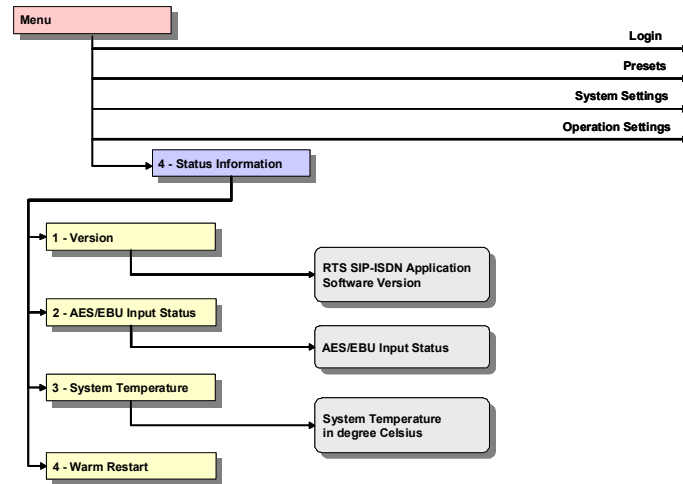 Menu
Login
Presets
System Settings
Operation Settings
4 - Status Information
1 - Version
RTS SIP-ISDN Application
Software Version
2 - AES/EBU Input Status
AES/EBU Input Status
3 - System Temperature
System Temperature
in degree Celsius
4 - Warm Restart